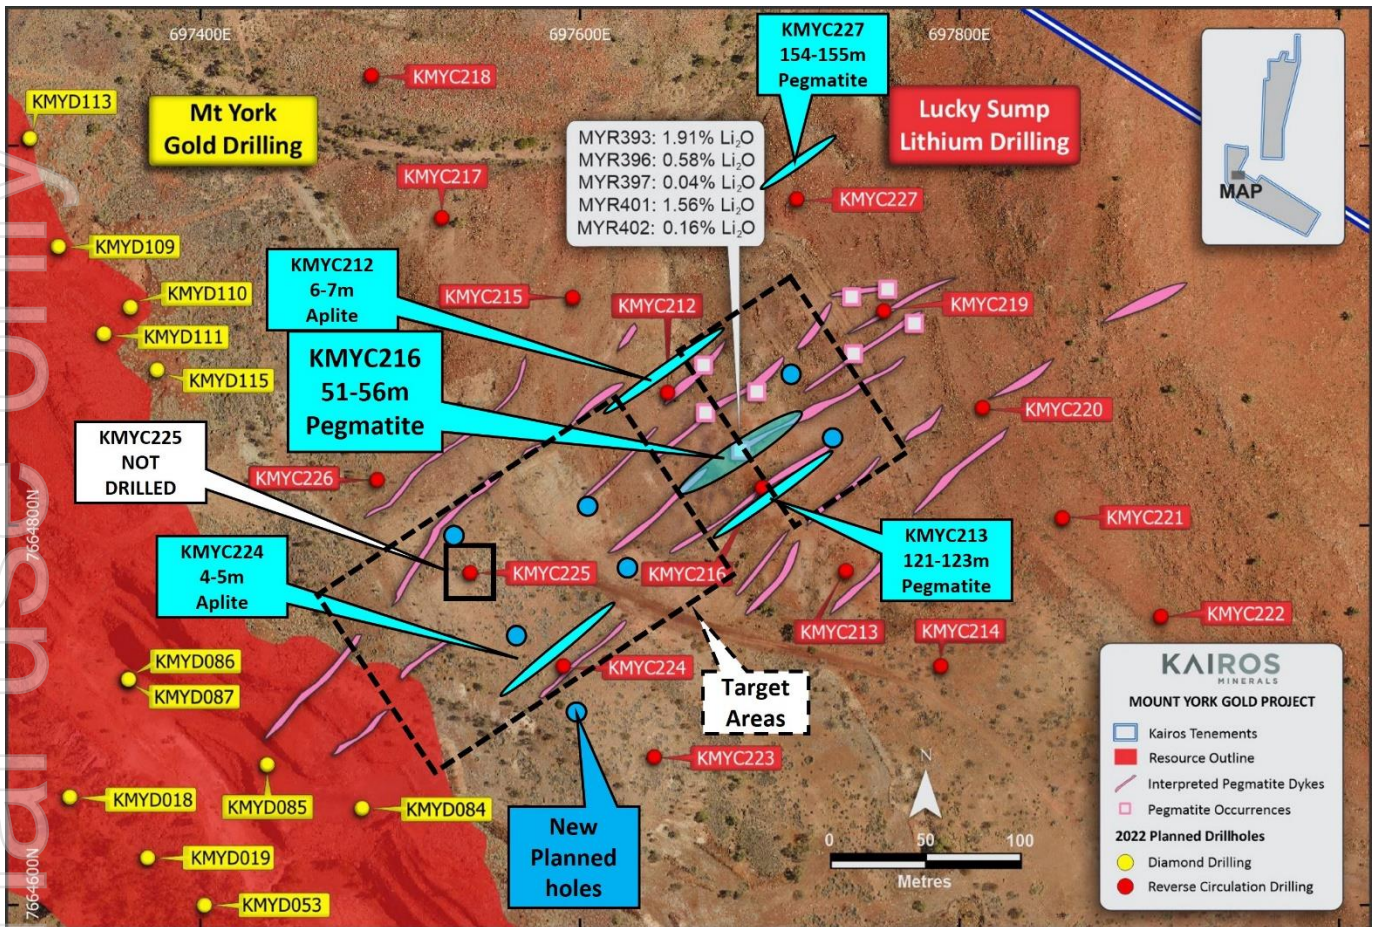 697400E
697600E
697800E
7664800N
7664600N
Mt York
Gold Drilling
Lucky Sump
Lithium Drilling
KMYC227
154-155m
Pegmatite
MYR393: 1.91% Li₂O
MYR396: 0.58% Li₂O
MYR397: 0.04% Li₂O
MYR401: 1.56% Li₂O
MYR402: 0.16% Li₂O
MAP
KMYD113
KMYC218
KMYC217
KMYC227
KMYD109
KMYD110
KMYD111
KMYD115
KMYC212
6-7m
Aplite
KMYC215
KMYC212
KMYC219
KMYC216
51-56m
Pegmatite
KMYC220
KMYC225
NOT
DRILLED
KMYC226
KMYC221
KMYC224
4-5m
Aplite
KMYC225
KMYC216
KMYC213
121-123m
Pegmatite
KMYC213
KMYC214
KMYC222
KMYD086
KMYD087
KMYC224
Target
Areas
KMYC223
KMYD018
KMYD085
KMYD084
KMYD019
KMYD053
New
Planned
holes
N
0 50 100
Metres
KAIROS
MINERALS
MOUNT YORK GOLD PROJECT
Kairos Tenements
Resource Outline
Interpreted Pegmatite Dykes
Pegmatite Occurrences
2022 Planned Drillholes
Diamond Drilling
Reverse Circulation Drilling
use only